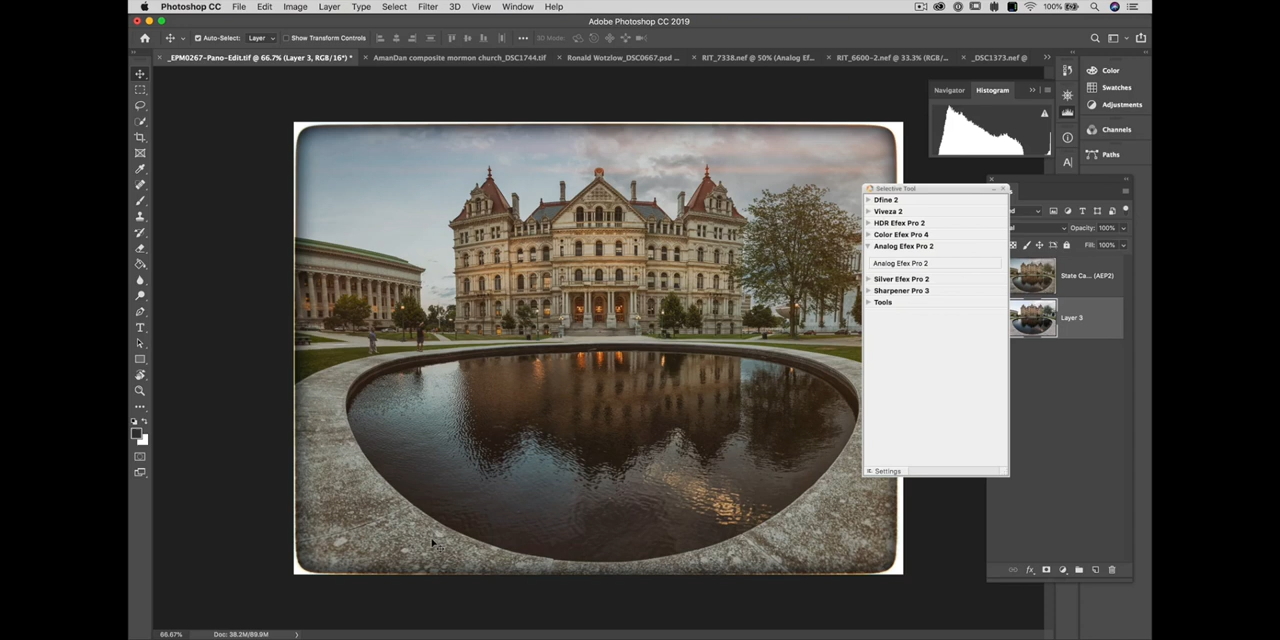 Photoshop CC File Edit Image Layer Type Select Filter 3D View Window Help 100%
Adobe Photoshop CC 2019
Auto-Select: Layer Show Transform Controls 3D Mode:
_EPM0267-Pano-Edit.tif @ 66.7% (Layer 3, RGB/16*) * AmanDan composite mormon church_DSC1744.tif Ronald Wotzlow_DSC0667.psd ... RIT_7338.nef @ 50% (Analog Ef... RIT_6600-2.nef @ 33.3% (RGB/... _DSC1373.nef @
Navigator Histogram
Color
Swatches
Adjustments
Channels
Paths
Selective Tool
Dfine 2
Viveza 2
HDR Efex Pro 2
Color Efex Pro 4
Analog Efex Pro 2
Analog Efex Pro 2
Silver Efex Pro 2
Sharpener Pro 3
Tools
Settings
Opacity: 100%
Fill: 100%
State Ca... (AEP2)
Layer 3
66.67% Doc: 38.2M/89.9M